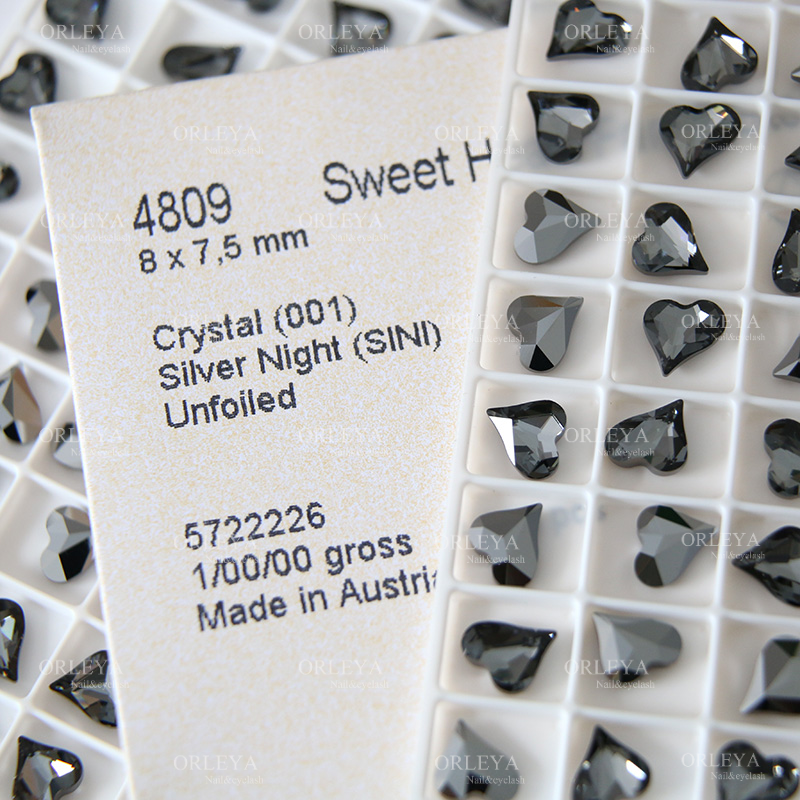 4809 Sweet H
8 x 7,5 mm
Crystal (001)
Silver Night (SINI)
Unfoiled
5722226
1/00/00 gross
Made in Austria
ORLEYA
Nail&eyelash